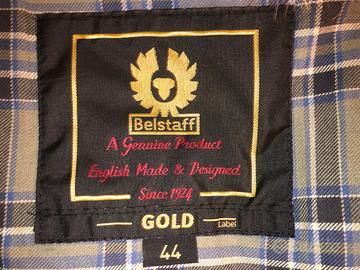 Belstaff
A Genuine Product
English Made & Designed
Since 1924
GOLD Label
44